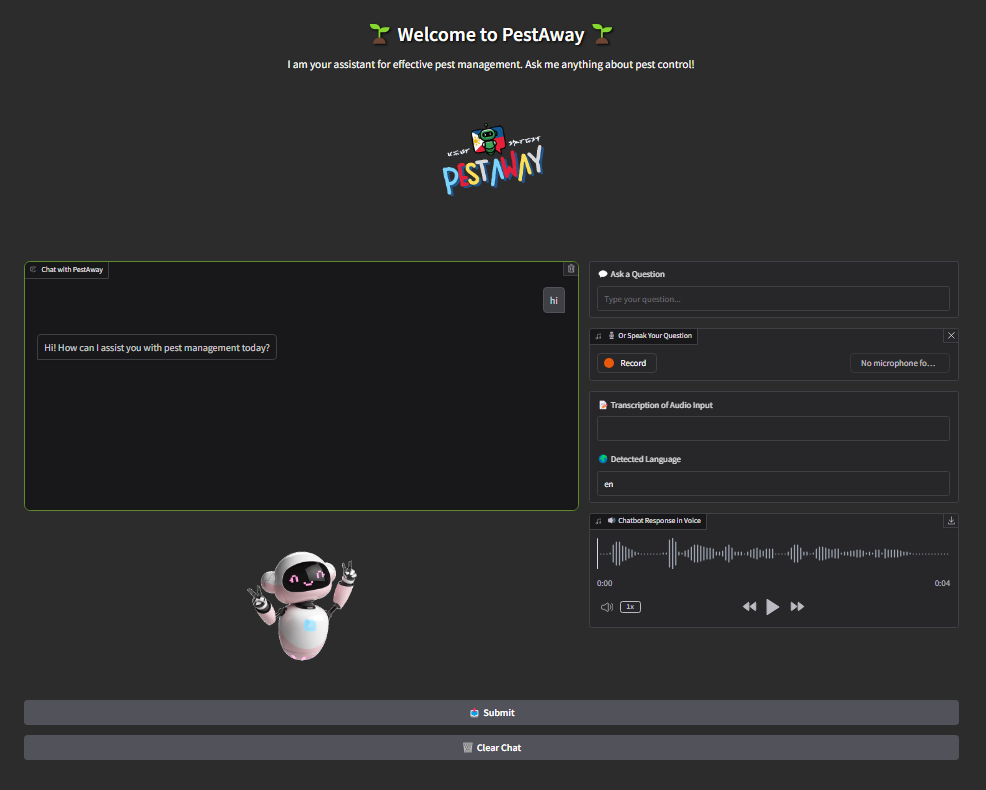 🌱 Welcome to PestAway 🌱
I am your assistant for effective pest management. Ask me anything about pest control!
PESTAWAY
Chat with PestAway
hi
Hi! How can I assist you with pest management today?
💬 Ask a Question
Type your question...
🎙️ Or Speak Your Question
Record
No microphone fo...
📝 Transcription of Audio Input
🌍 Detected Language
en
🔊 Chatbot Response in Voice
0:00
0:04
1x
📩 Submit
🗑️ Clear Chat